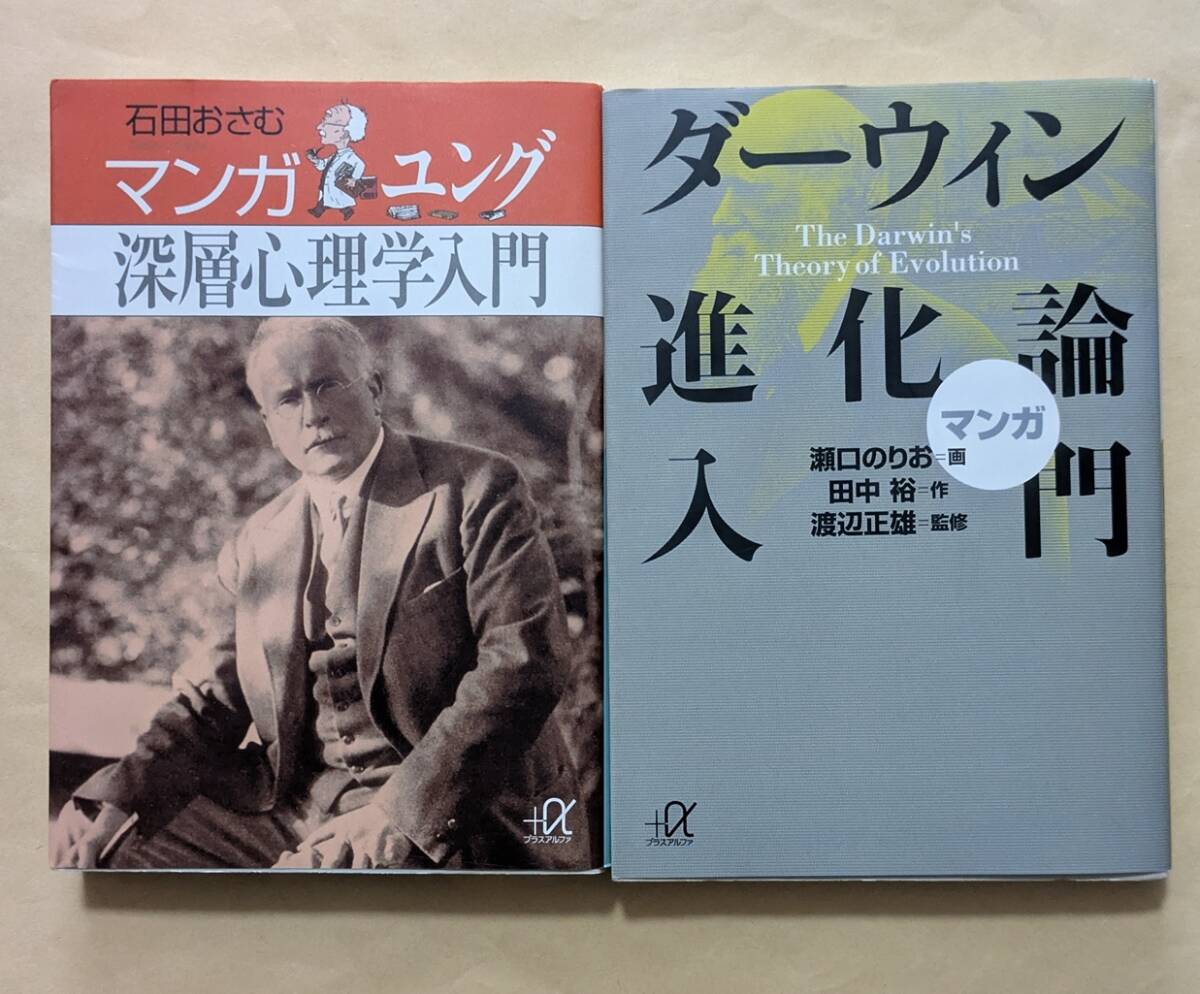 石田おさむ
マンガ ユング
深層心理学入門
+α
プラスアルファ
ダーウィン
The Darwin's
Theory of Evolution
進化論
マンガ
入門
瀬口のりお=画
田中 裕=作
渡辺正雄=監修
+α
プラスアルファ